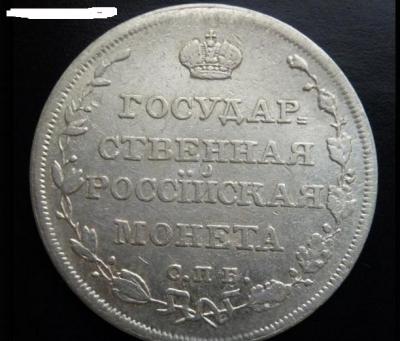 ГОСУДАР=
СТВЕННАЯ
РОССІЙСКАЯ
МОНЕТА
С.П.Б.